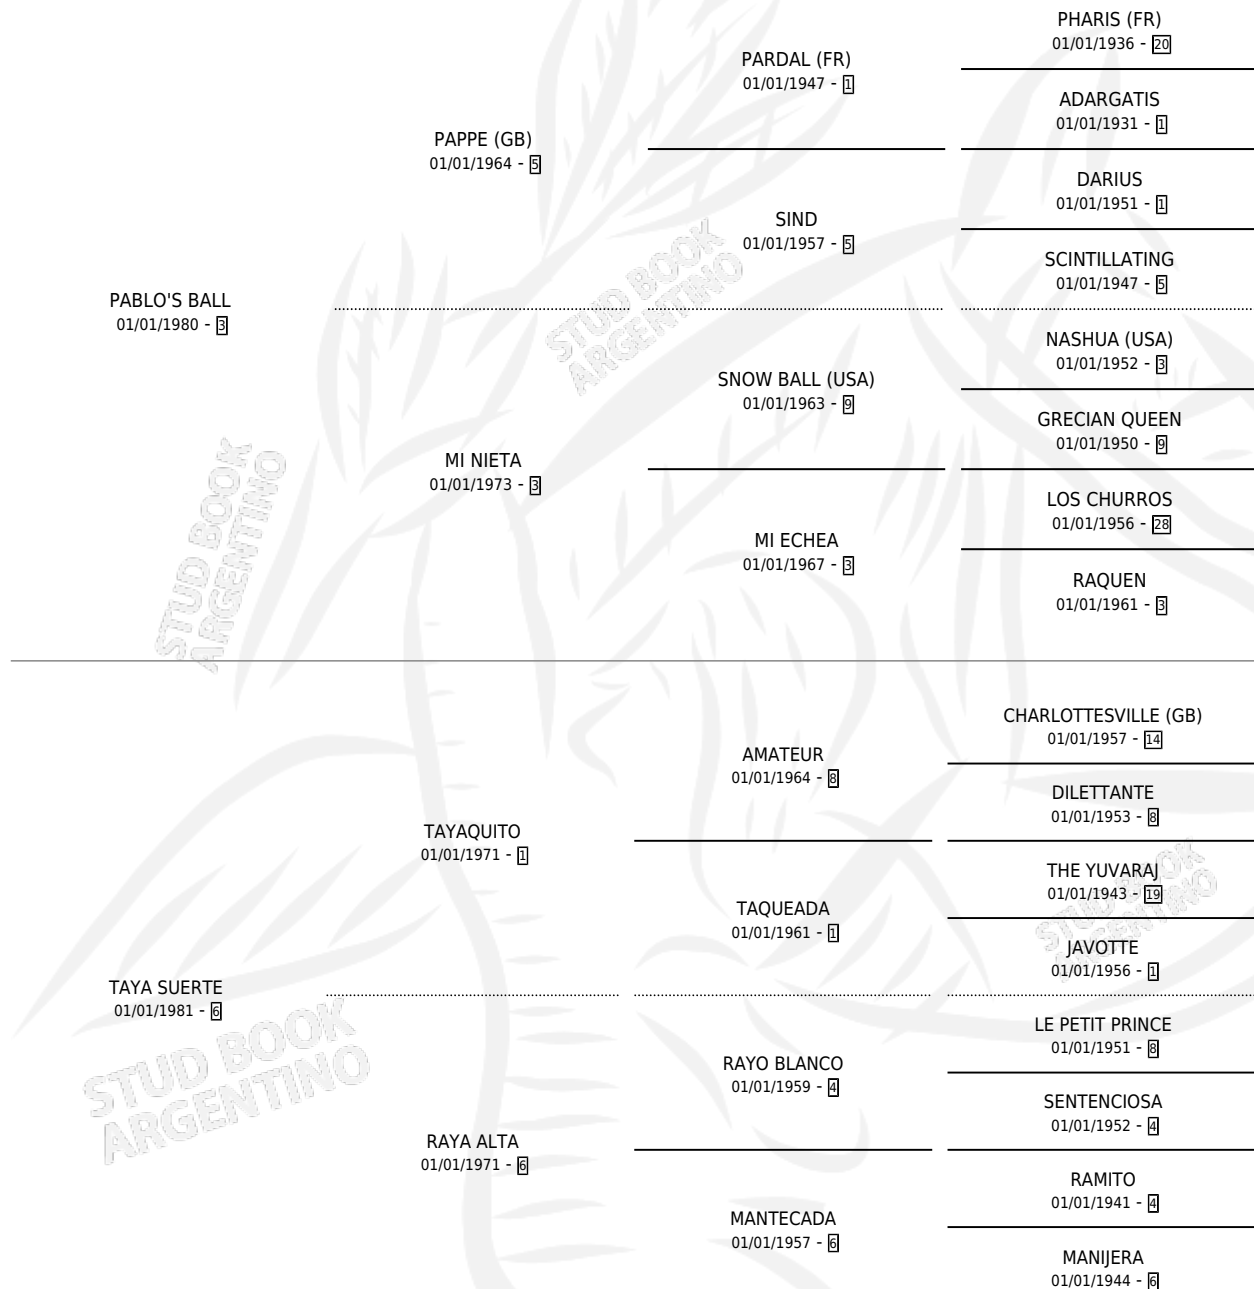 PHARIS (FR)
01/01/1936 - 20
PARDAL (FR)
01/01/1947 - 1
ADARGATIS
01/01/1931 - 1
PAPPE (GB)
01/01/1964 - 5
DARIUS
01/01/1951 - 1
SIND
01/01/1957 - 5
SCINTILLATING
01/01/1947 - 5
PABLO'S BALL
01/01/1980 - 3
NASHUA (USA)
01/01/1952 - 3
SNOW BALL (USA)
01/01/1963 - 9
GRECIAN QUEEN
01/01/1950 - 9
MI NIETA
01/01/1973 - 3
LOS CHURROS
01/01/1956 - 28
MI ECHEA
01/01/1967 - 3
RAQUEN
01/01/1961 - 3
CHARLOTTESVILLE (GB)
01/01/1957 - 14
AMATEUR
01/01/1964 - 8
DILETTANTE
01/01/1953 - 8
TAYAQUITO
01/01/1971 - 1
THE YUVARAJ
01/01/1943 - 19
TAQUEADA
01/01/1961 - 1
JAVOTTE
01/01/1956 - 1
TAYA SUERTE
01/01/1981 - 6
LE PETIT PRINCE
01/01/1951 - 8
RAYO BLANCO
01/01/1959 - 4
SENTENCIOSA
01/01/1952 - 4
RAYA ALTA
01/01/1971 - 6
RAMITO
01/01/1941 - 4
MANTECADA
01/01/1957 - 6
MANIJERA
01/01/1944 - 6
STUD BOOK
ARGENTINO
STUD BOOK
ARGENTINO
STUD BOOK
ARGENTINO
STUD BOOK
ARGENTINO